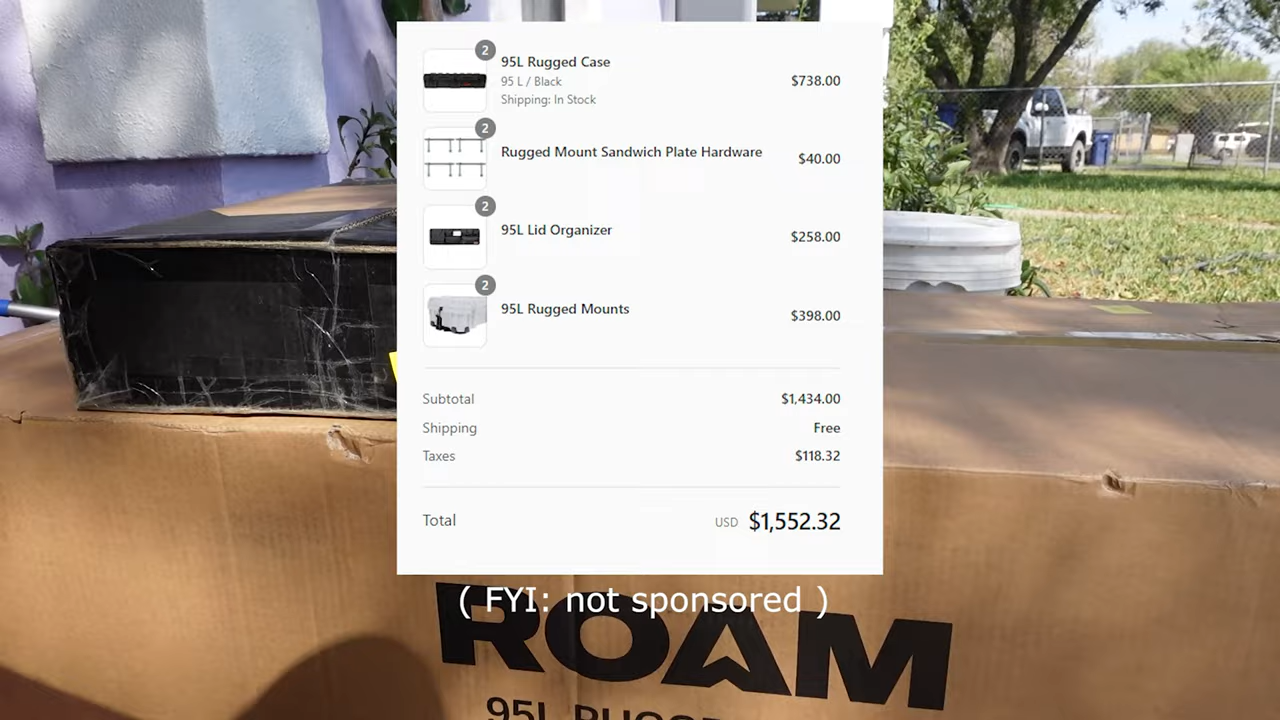 2
95L Rugged Case
95 L / Black
Shipping: In Stock
$738.00
2
Rugged Mount Sandwich Plate Hardware
$40.00
2
95L Lid Organizer
$258.00
2
95L Rugged Mounts
$398.00
Subtotal $1,434.00
Shipping Free
Taxes $118.32
Total USD $1,552.32
( FYI: not sponsored )
ROAM
95L